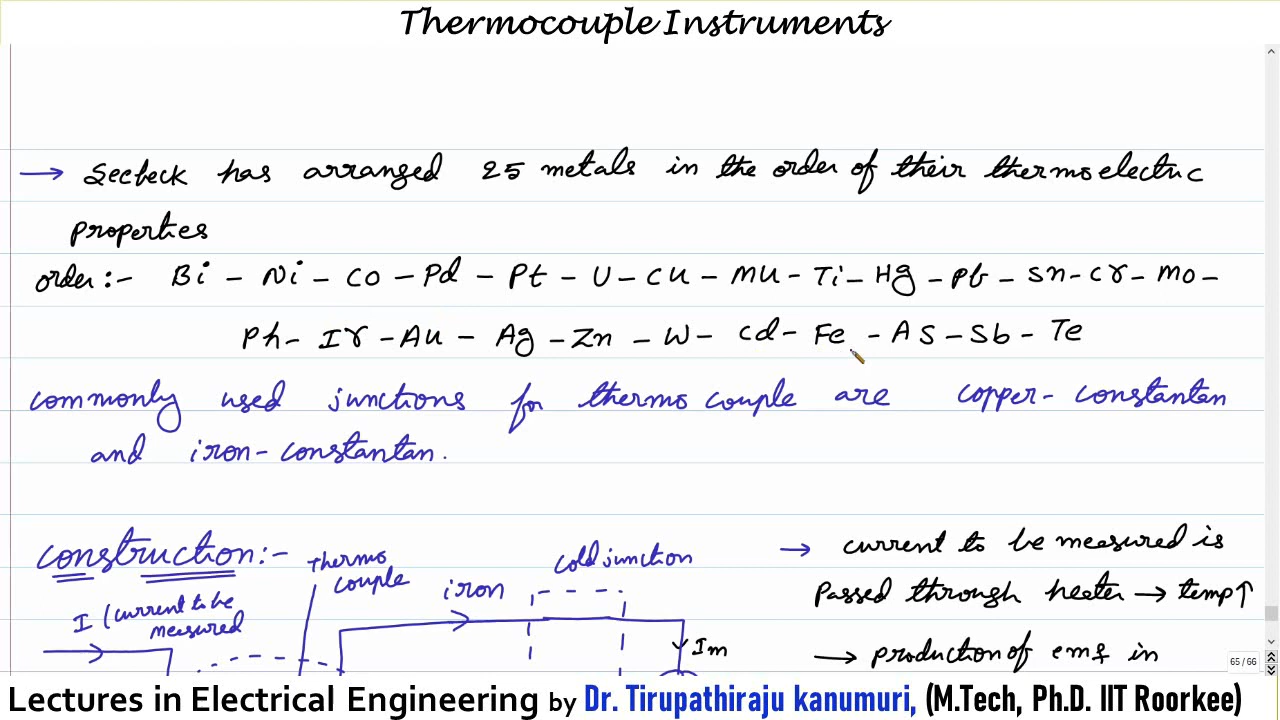 Thermocouple Instruments
→ Seebeck has arranged 25 metals in the order of their thermoelectric
properties
order:- Bi - Ni - CO - Pd - Pt - U - CU - MU - Ti - Hg - Pb - Sn - Cr - MO -
Ph - Ir - AU - Ag - Zn - W - Cd - Fe - AS - Sb - Te
commonly used junctions for thermo couple are copper-constantan
and iron-constantan.
construction:-
thermo
couple
cold junction
iron
I (current to be
measured
Im
→ current to be measured is
Passed through heater → temp↑
→ production of emf in
65 / 66
Lectures in Electrical Engineering by Dr. Tirupathiraju kanumuri, (M.Tech, Ph.D. IIT Roorkee)